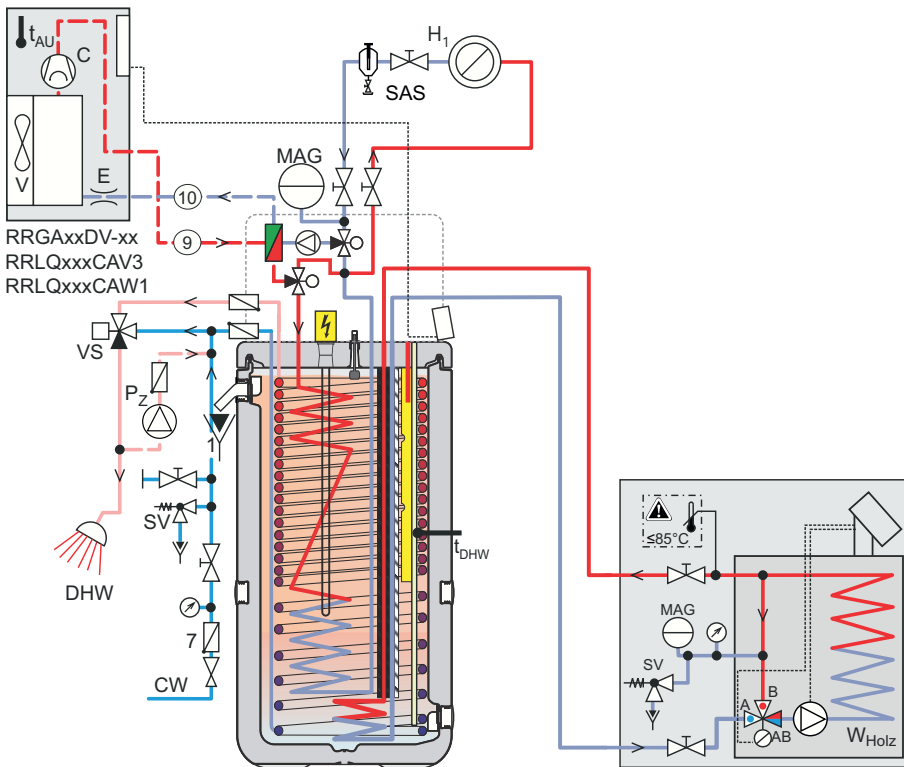 tAU
C
V
E
10
9
RRGAxxDV-xx
RRLQxxxCAV3
RRLQxxxCAW1
H1
SAS
MAG
VS
PZ
1
SV
DHW
7
CW
tDHW
≤85°C
MAG
SV
A
B
AB
WHolz